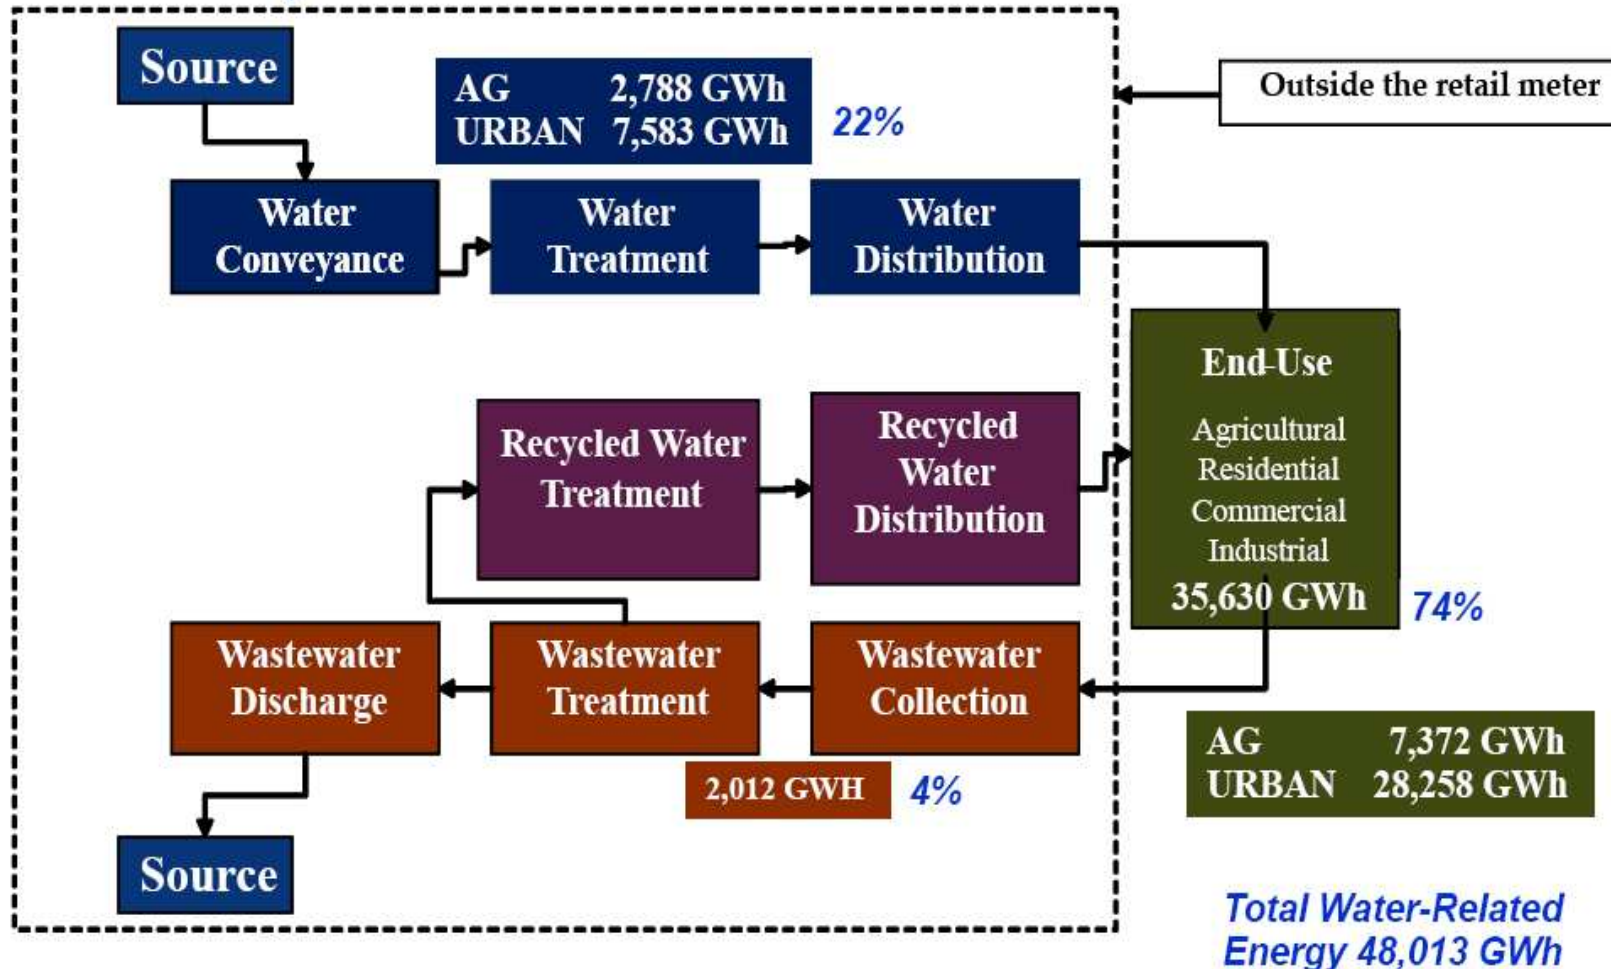 Source
AG 2,788 GWh
URBAN 7,583 GWh
22%
Outside the retail meter
Water
Conveyance
Water
Treatment
Water
Distribution
End-Use
Agricultural
Residential
Commercial
Industrial
35,630 GWh
74%
Recycled Water
Treatment
Recycled
Water
Distribution
Wastewater
Discharge
Wastewater
Treatment
Wastewater
Collection
2,012 GWH
4%
AG 7,372 GWh
URBAN 28,258 GWh
Source
Total Water-Related
Energy 48,013 GWh